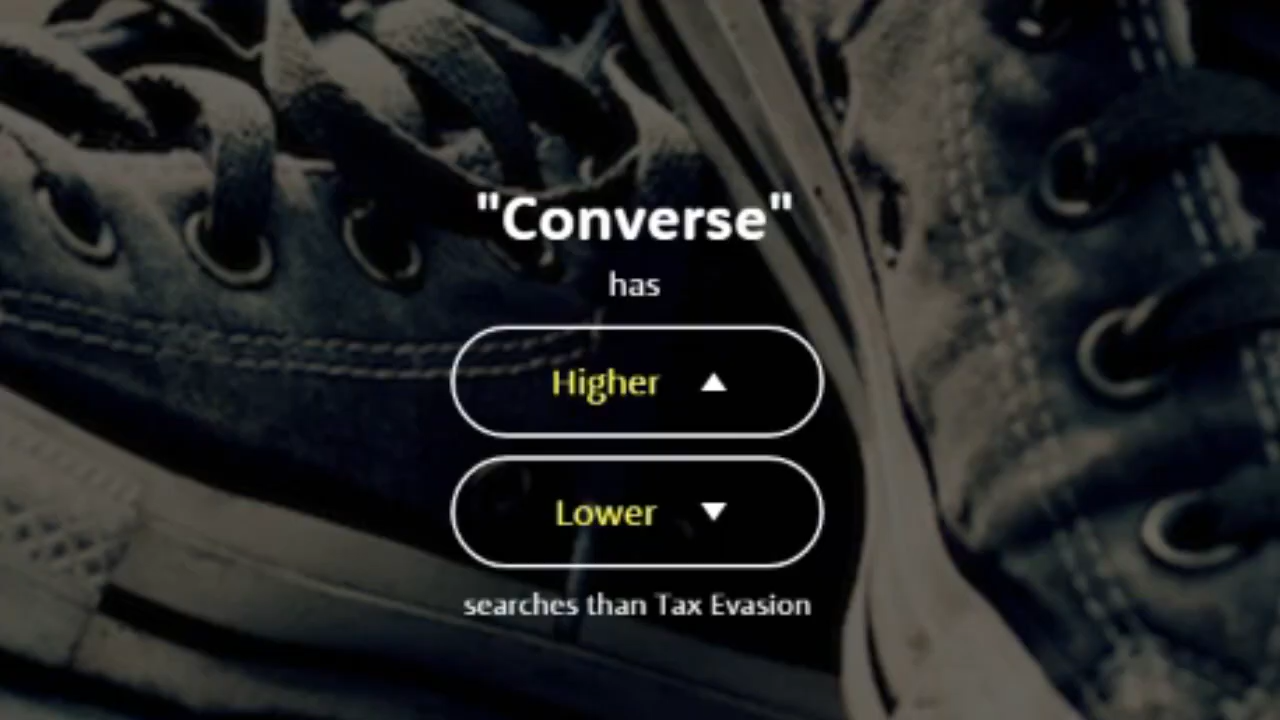 "Converse"
has
Higher
Lower
searches than Tax Evasion